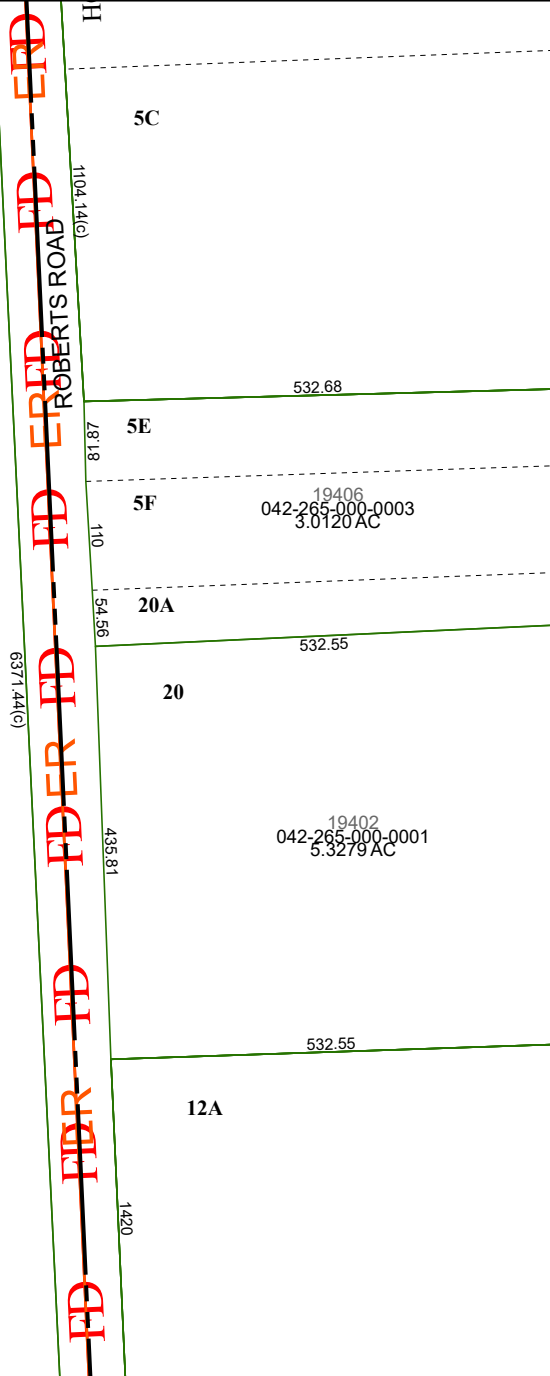 H
ER
FD
5C
1104.14(c)
FD
ROBERTS ROAD
FD
532.68
ER
5E
81.87
5F
FD
19406
042-265-000-0003
3.0120 AC
110
20A
54.56
532.55
6371.44(c)
FD
20
ER
19402
042-265-000-0001
5.3279 AC
FD
435.81
FD
532.55
ER
12A
FD
1420
FD